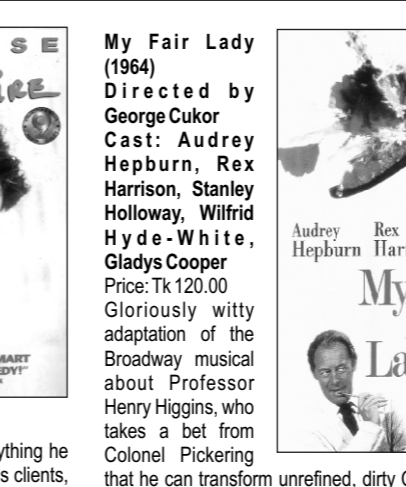 S E
IRE
MART
EDY!"
ything he
s clients,
My Fair Lady
(1964)
Directed by
George Cukor
Cast: Audrey
Hepburn, Rex
Harrison, Stanley
Holloway, Wilfrid
Hyde-White,
Gladys Cooper
Price: Tk 120.00
Gloriously witty
adaptation of the
Broadway musical
about Professor
Henry Higgins, who
takes a bet from
Colonel Pickering
that he can transform unrefined, dirty
Audrey Rex
Hepburn Har
My
La